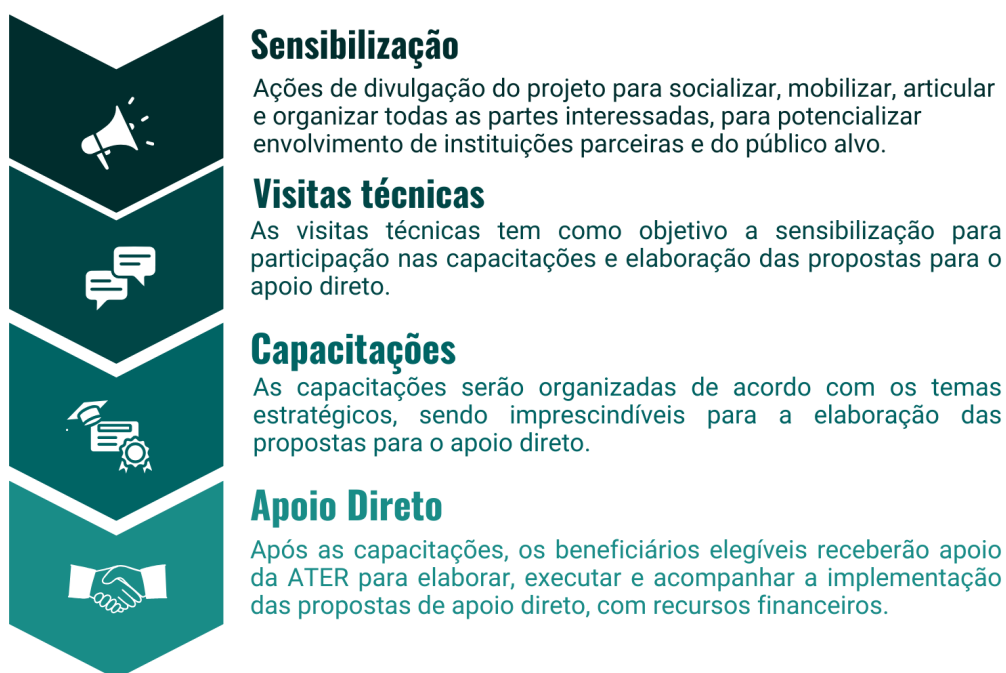 Sensibilização
Ações de divulgação do projeto para socializar, mobilizar, articular
e organizar todas as partes interessadas, para potencializar
envolvimento de instituições parceiras e do público alvo.
Visitas técnicas
As visitas técnicas tem como objetivo a sensibilização para
participação nas capacitações e elaboração das propostas para o
apoio direto.
Capacitações
As capacitações serão organizadas de acordo com os temas
estratégicos, sendo imprescindíveis para a elaboração das
propostas para o apoio direto.
Apoio Direto
Após as capacitações, os beneficiários elegíveis receberão apoio
da ATER para elaborar, executar e acompanhar a implementação
das propostas de apoio direto, com recursos financeiros.